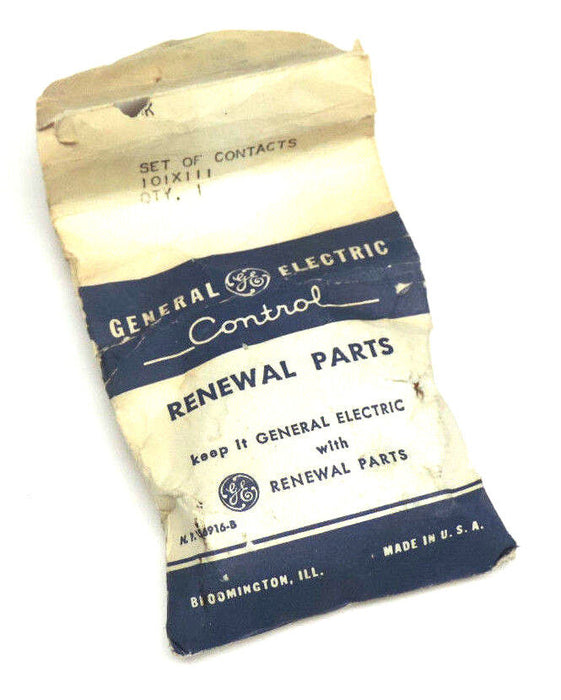 SET OF CONTACTS
101X111
QTY. 1
GENERAL GE ELECTRIC
Control
RENEWAL PARTS
keep it GENERAL ELECTRIC
with
GE RENEWAL PARTS
BLOOMINGTON, ILL.
MADE IN U. S. A.